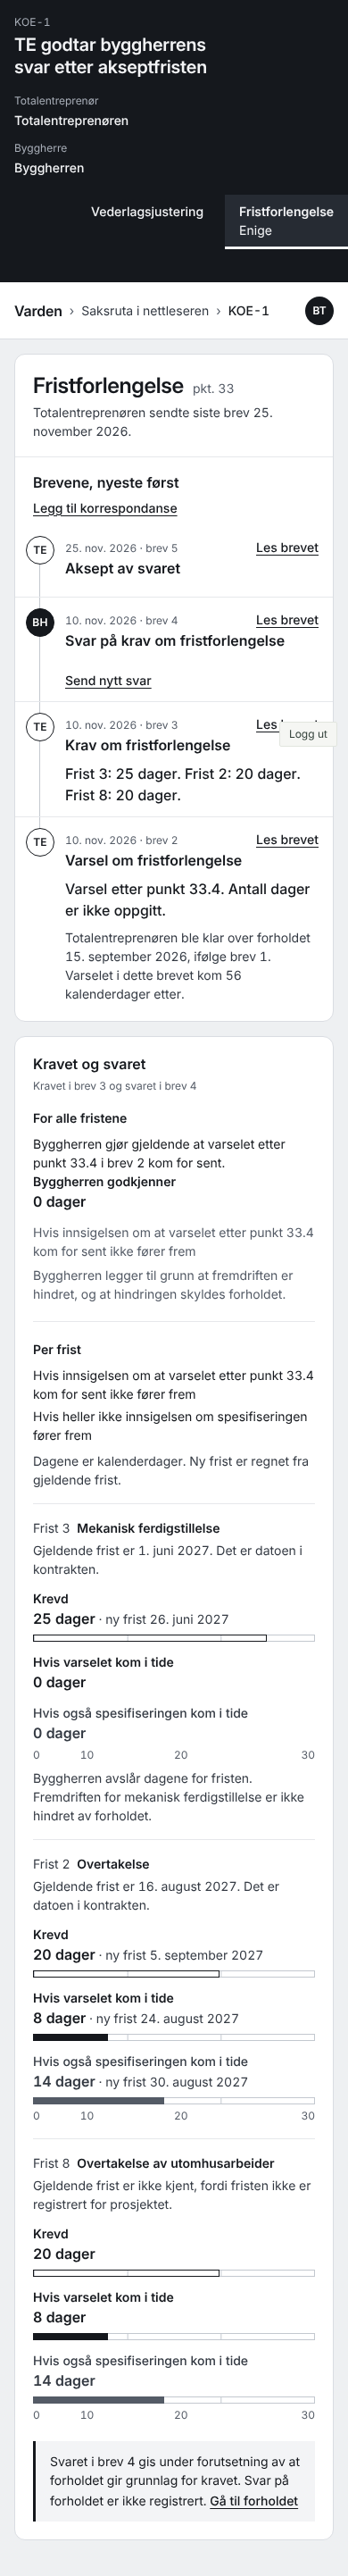 KOE-1
TE godtar byggherrens
svar etter akseptfristen
Totalentreprenør
Totalentreprenøren
Byggherre
Byggherren
Vederlagsjustering
Fristforlengelse
Enige
Varden › Saksruta i nettleseren › KOE-1
BT
Fristforlengelse pkt. 33
Totalentreprenøren sendte siste brev 25.
november 2026.
Brevene, nyeste først
Legg til korrespondanse
TE
25. nov. 2026 · brev 5
Les brevet
Aksept av svaret
BH
10. nov. 2026 · brev 4
Les brevet
Svar på krav om fristforlengelse
Send nytt svar
TE
10. nov. 2026 · brev 3
Les
Logg ut
Krav om fristforlengelse
Frist 3: 25 dager. Frist 2: 20 dager.
Frist 8: 20 dager.
TE
10. nov. 2026 · brev 2
Les brevet
Varsel om fristforlengelse
Varsel etter punkt 33.4. Antall dager
er ikke oppgitt.
Totalentreprenøren ble klar over forholdet
15. september 2026, ifølge brev 1.
Varselet i dette brevet kom 56
kalenderdager etter.
Kravet og svaret
Kravet i brev 3 og svaret i brev 4
For alle fristene
Byggherren gjør gjeldende at varselet etter
punkt 33.4 i brev 2 kom for sent.
Byggherren godkjenner
0 dager
Hvis innsigelsen om at varselet etter punkt 33.4
kom for sent ikke fører frem
Byggherren legger til grunn at fremdriften er
hindret, og at hindringen skyldes forholdet.
Per frist
Hvis innsigelsen om at varselet etter punkt 33.4
kom for sent ikke fører frem
Hvis heller ikke innsigelsen om spesifiseringen
fører frem
Dagene er kalenderdager. Ny frist er regnet fra
gjeldende frist.
Frist 3 Mekanisk ferdigstillelse
Gjeldende frist er 1. juni 2027. Det er datoen i
kontrakten.
Krevd
25 dager · ny frist 26. juni 2027
Hvis varselet kom i tide
0 dager
Hvis også spesifiseringen kom i tide
0 dager
0 10 20 30
Byggherren avslår dagene for fristen.
Fremdriften for mekanisk ferdigstillelse er ikke
hindret av forholdet.
Frist 2 Overtakelse
Gjeldende frist er 16. august 2027. Det er
datoen i kontrakten.
Krevd
20 dager · ny frist 5. september 2027
Hvis varselet kom i tide
8 dager · ny frist 24. august 2027
Hvis også spesifiseringen kom i tide
14 dager · ny frist 30. august 2027
0 10 20 30
Frist 8 Overtakelse av utomhusarbeider
Gjeldende frist er ikke kjent, fordi fristen ikke er
registrert for prosjektet.
Krevd
20 dager
Hvis varselet kom i tide
8 dager
Hvis også spesifiseringen kom i tide
14 dager
0 10 20 30
Svaret i brev 4 gis under forutsetning av at
forholdet gir grunnlag for kravet. Svar på
forholdet er ikke registrert. Gå til forholdet